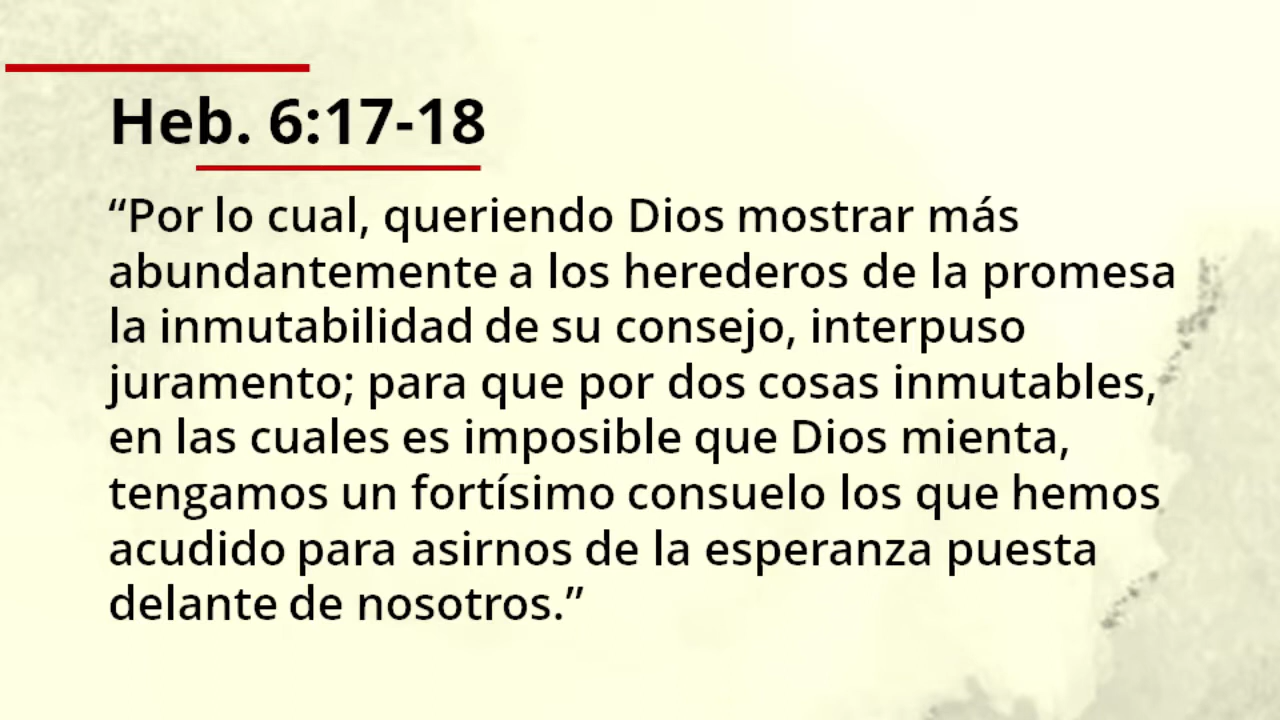 Heb. 6:17-18
“Por lo cual, queriendo Dios mostrar más
abundantemente a los herederos de la promesa
la inmutabilidad de su consejo, interpuso
juramento; para que por dos cosas inmutables,
en las cuales es imposible que Dios mienta,
tengamos un fortísimo consuelo los que hemos
acudido para asirnos de la esperanza puesta
delante de nosotros.”